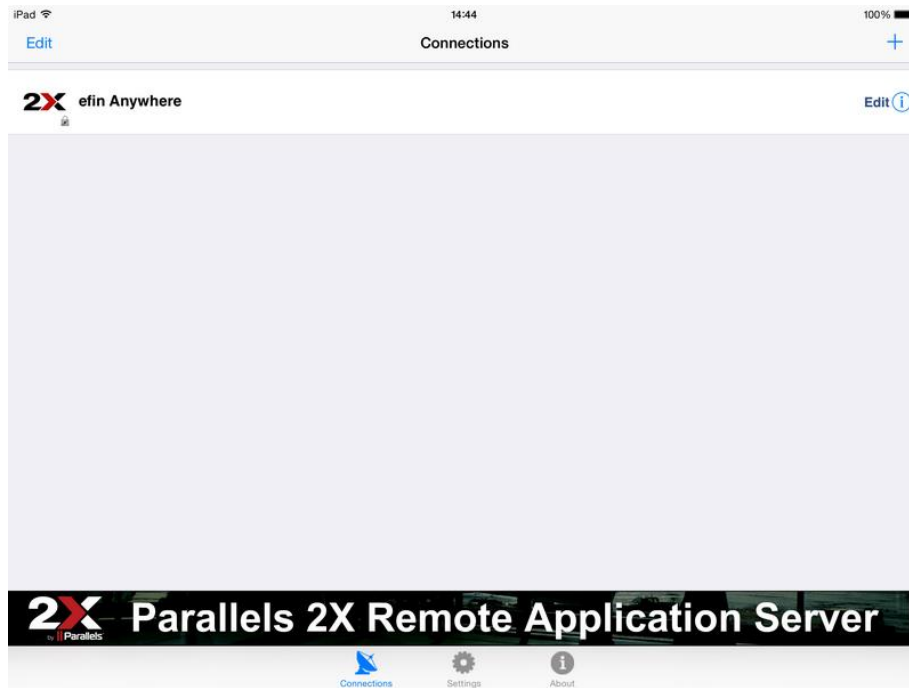 iPad 14:44 100%
Edit Connections +
2X efin Anywhere Edit i
2X by Parallels Parallels 2X Remote Application Server
Connections Settings About